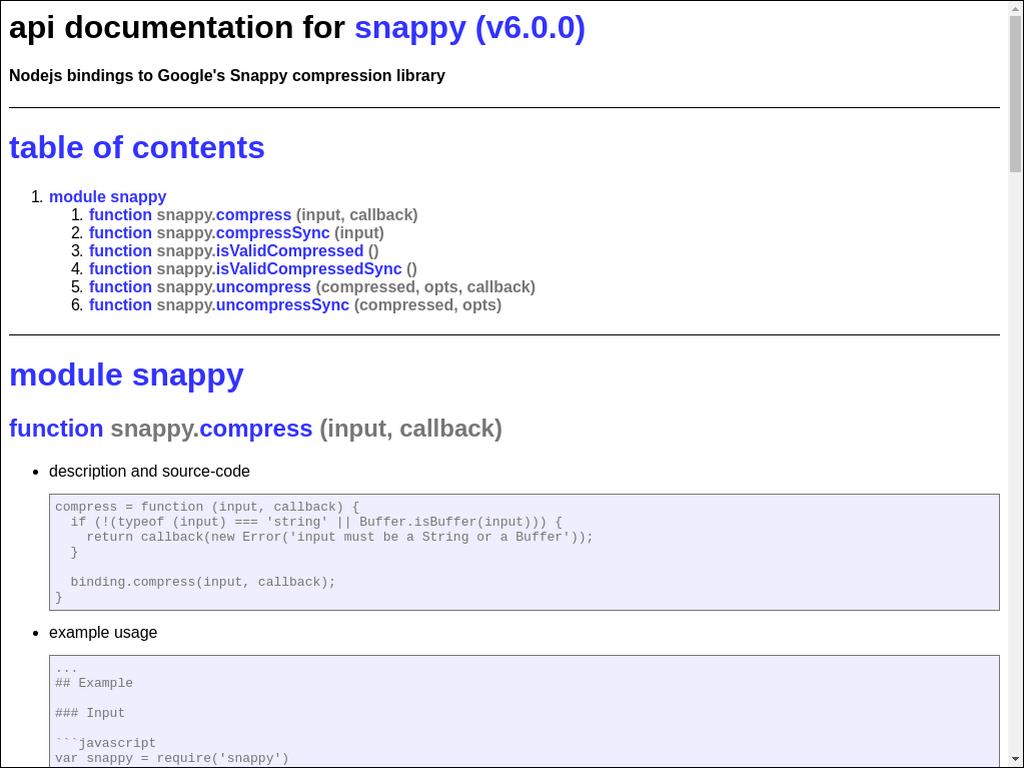 api documentation for snappy (v6.0.0)
Nodejs bindings to Google's Snappy compression library
table of contents
1. module snappy
1. function snappy.compress (input, callback)
2. function snappy.compressSync (input)
3. function snappy.isValidCompressed ()
4. function snappy.isValidCompressedSync ()
5. function snappy.uncompress (compressed, opts, callback)
6. function snappy.uncompressSync (compressed, opts)
module snappy
function snappy.compress (input, callback)
• description and source-code
compress = function (input, callback) {
  if (!(typeof (input) === 'string' || Buffer.isBuffer(input))) {
    return callback(new Error('input must be a String or a Buffer'));
  }
  binding.compress(input, callback);
}
• example usage
...
## Example
### Input
```javascript
var snappy = require('snappy')